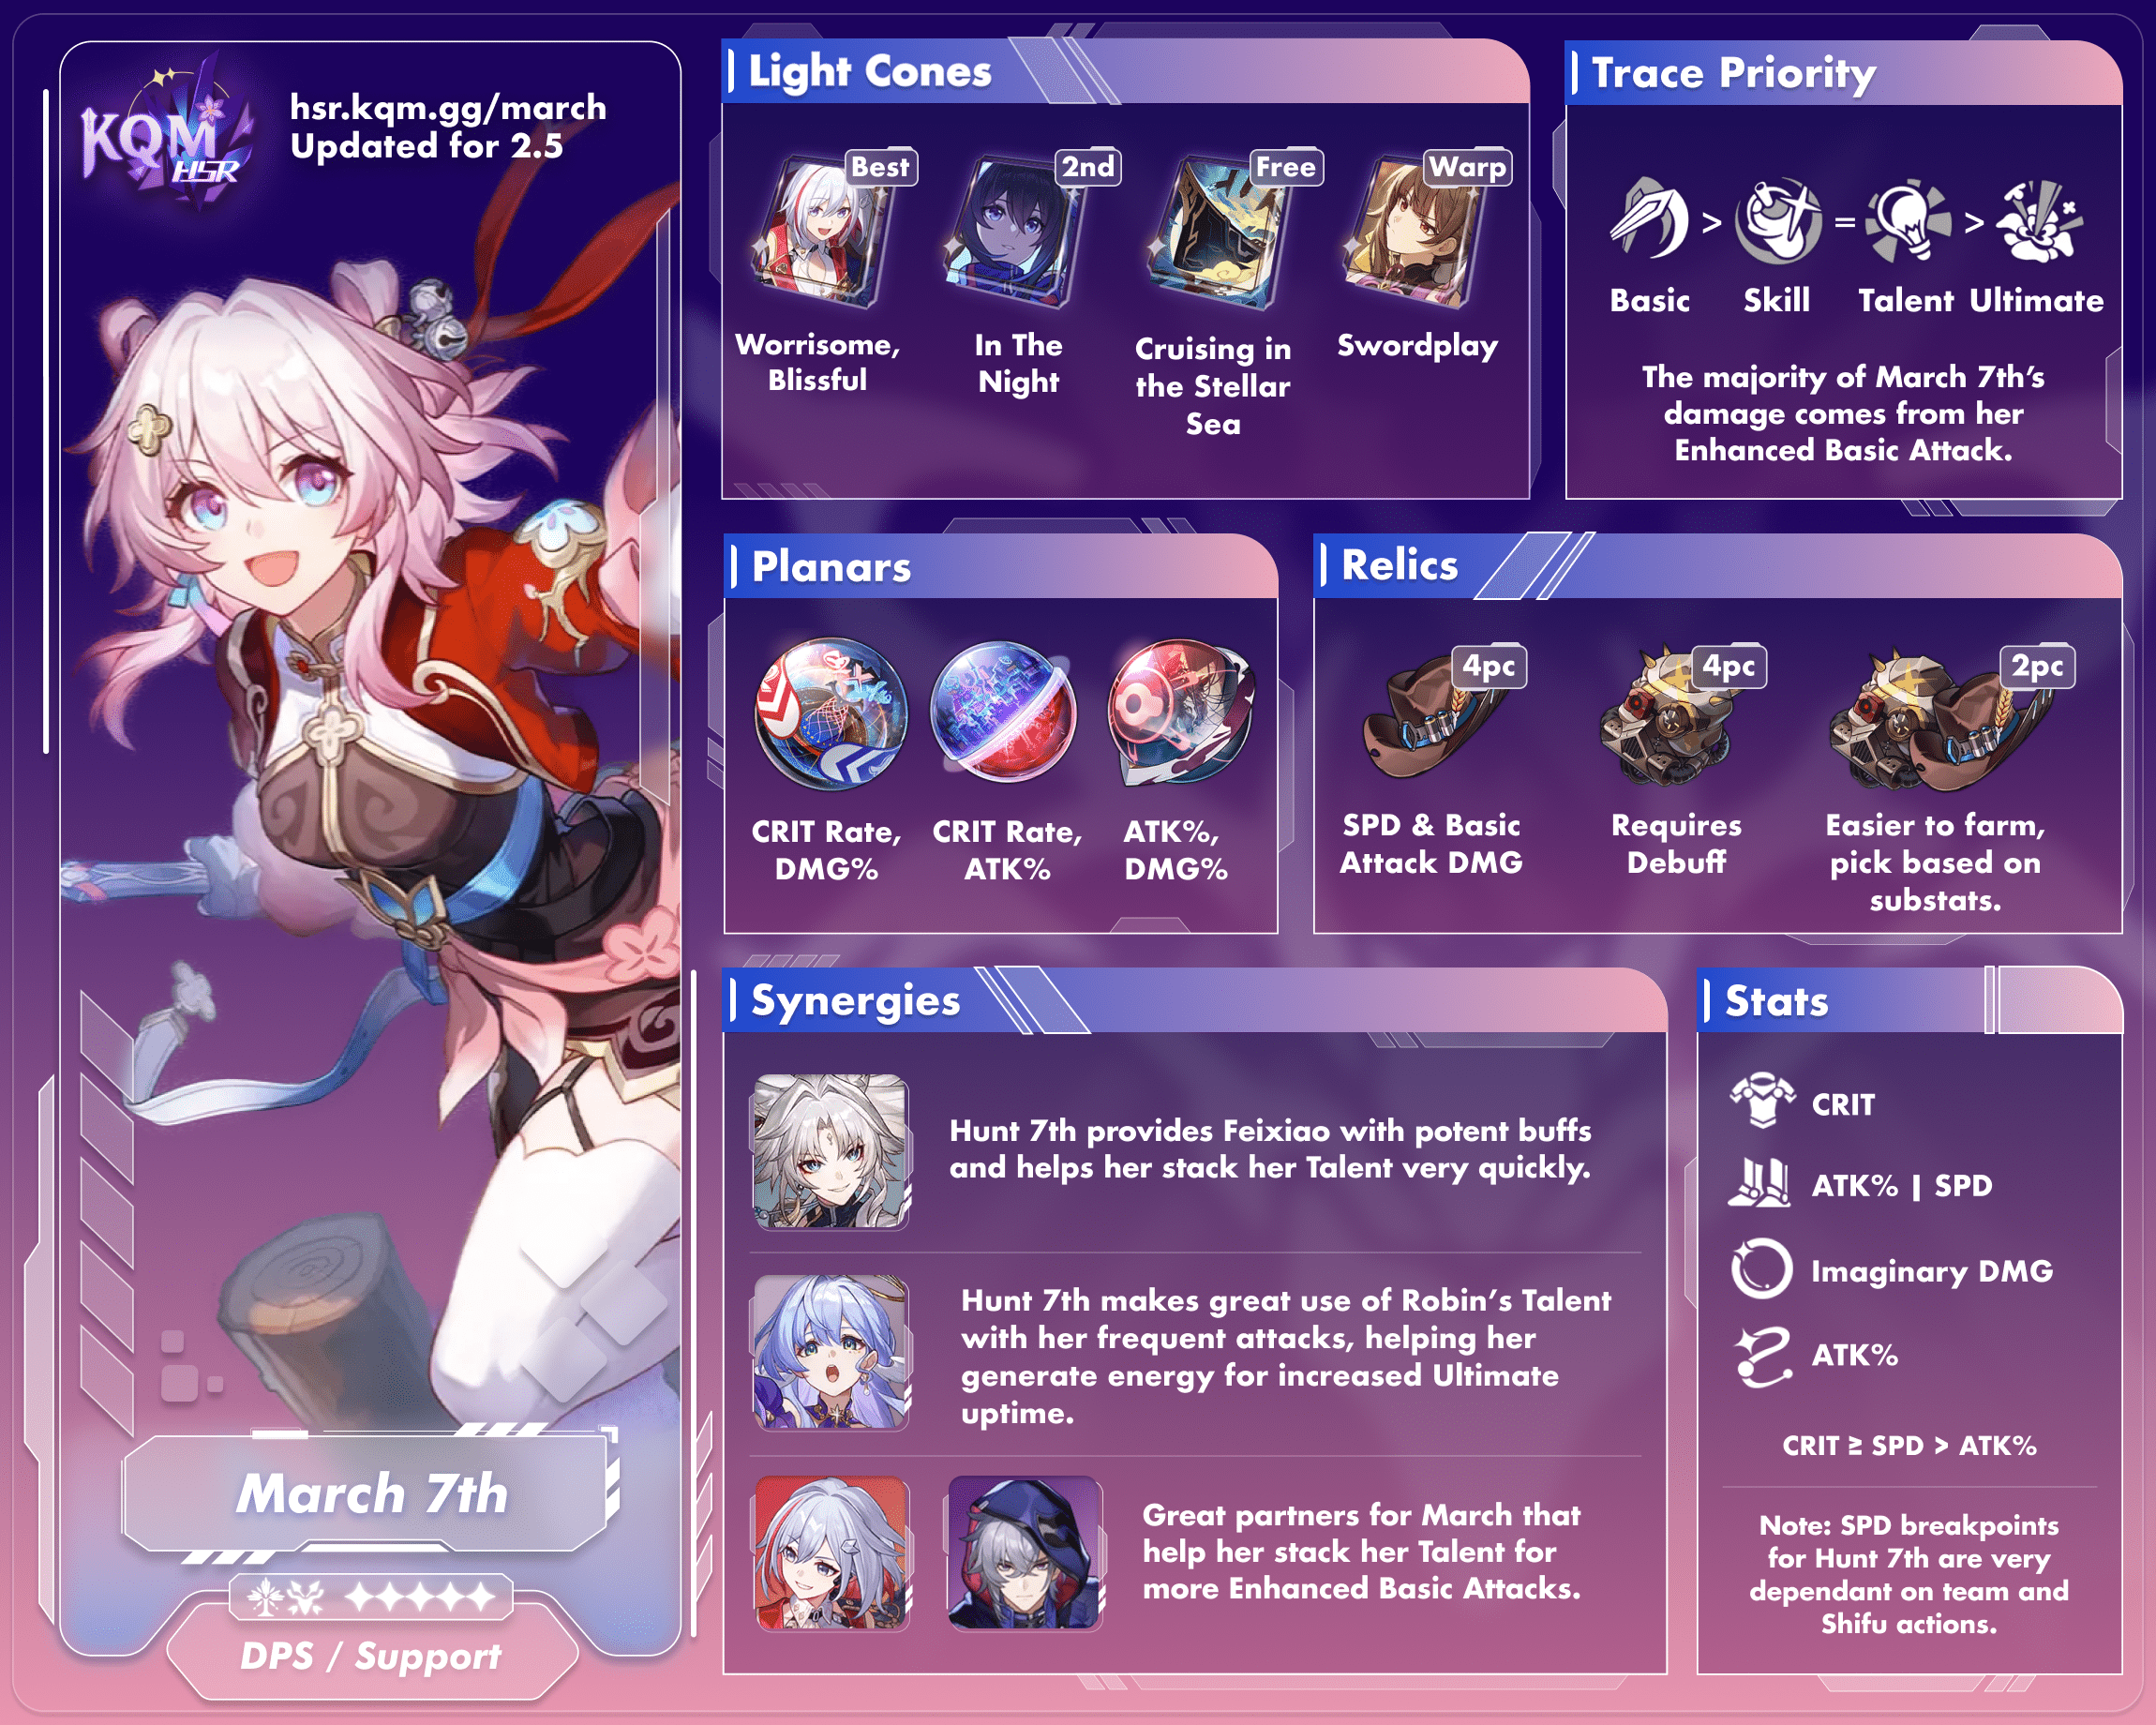 KQM
HSR
hsr.kqm.gg/march
Updated for 2.5
March 7th
DPS / Support
Light Cones
Best
2nd
Free
Warp
Worrisome,
Blissful
In The
Night
Cruising in
the Stellar
Sea
Swordplay
Trace Priority
> = >
Basic
Skill
Talent
Ultimate
The majority of March 7th’s
damage comes from her
Enhanced Basic Attack.
Planars
CRIT Rate,
DMG%
CRIT Rate,
ATK%
ATK%,
DMG%
Relics
4pc
4pc
2pc
SPD & Basic
Attack DMG
Requires
Debuff
Easier to farm,
pick based on
substats.
Synergies
Hunt 7th provides Feixiao with potent buffs
and helps her stack her Talent very quickly.
Hunt 7th makes great use of Robin’s Talent
with her frequent attacks, helping her
generate energy for increased Ultimate
uptime.
Great partners for March that
help her stack her Talent for
more Enhanced Basic Attacks.
Stats
CRIT
ATK% | SPD
Imaginary DMG
ATK%
CRIT ≥ SPD > ATK%
Note: SPD breakpoints
for Hunt 7th are very
dependant on team and
Shifu actions.